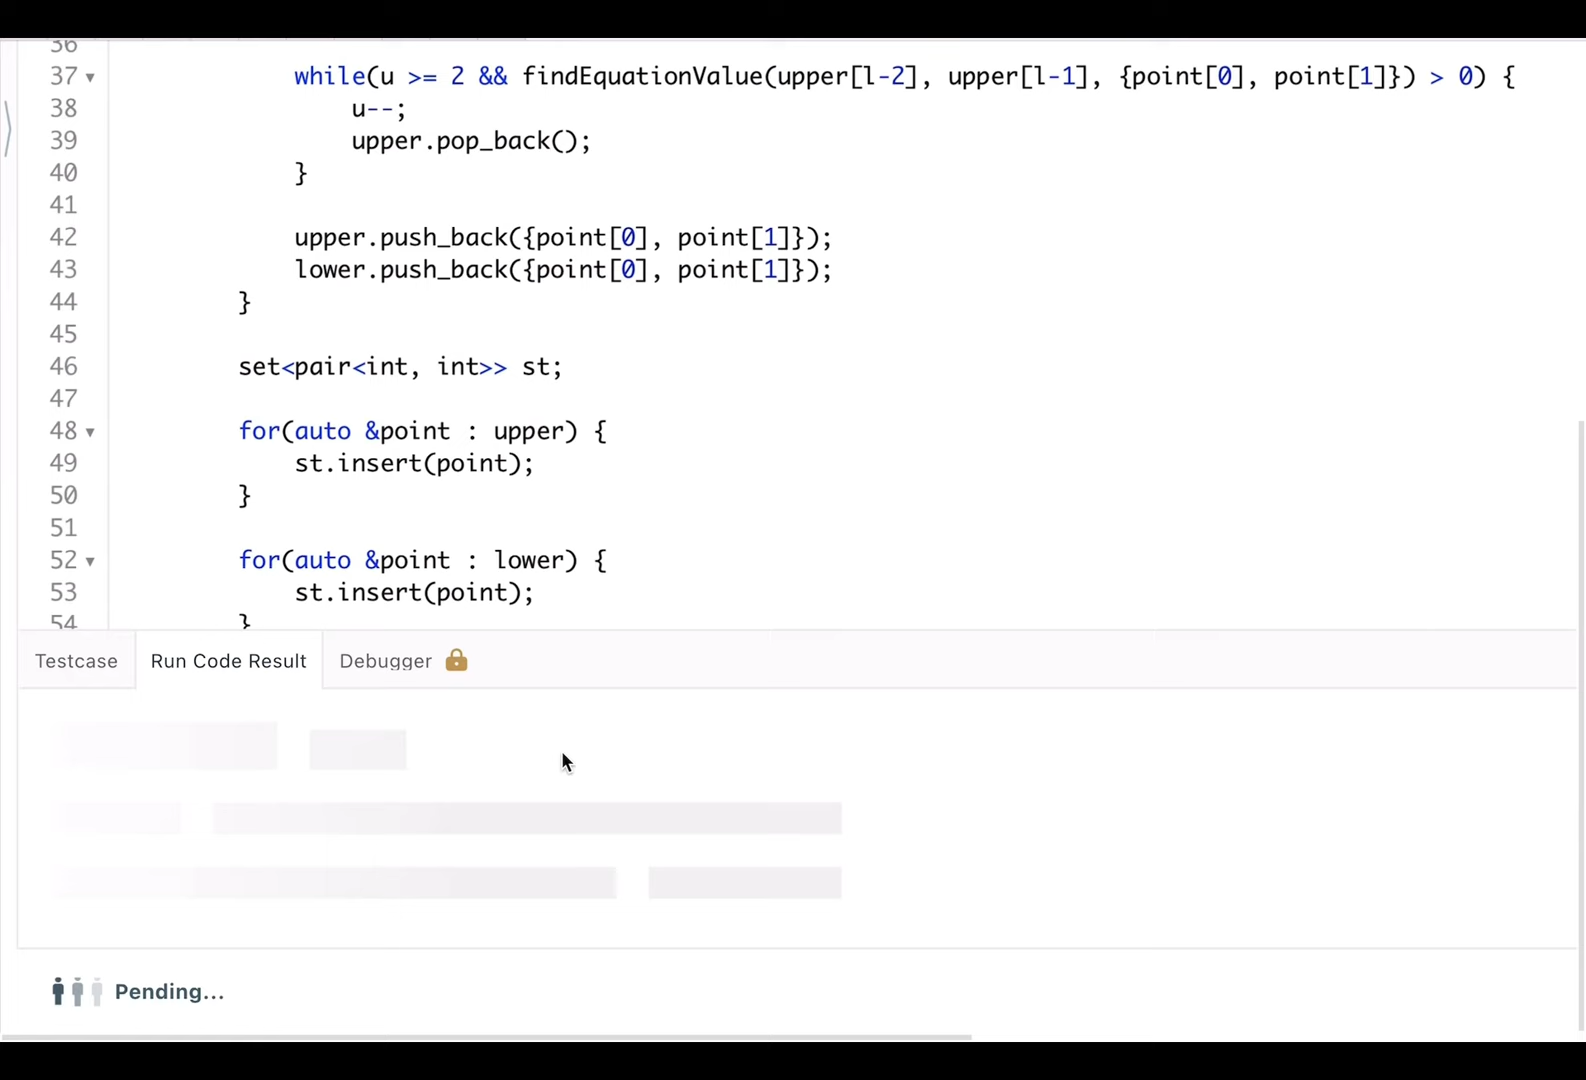 36
37 while(u >= 2 && findEquationValue(upper[l-2], upper[l-1], {point[0], point[1]}) > 0) {
38 u--;
39 upper.pop_back();
40 }
41
42 upper.push_back({point[0], point[1]});
43 lower.push_back({point[0], point[1]});
44 }
45
46 set<pair<int, int>> st;
47
48 for(auto &point : upper) {
49 st.insert(point);
50 }
51
52 for(auto &point : lower) {
53 st.insert(point);
54 }
Testcase Run Code Result Debugger
Pending...